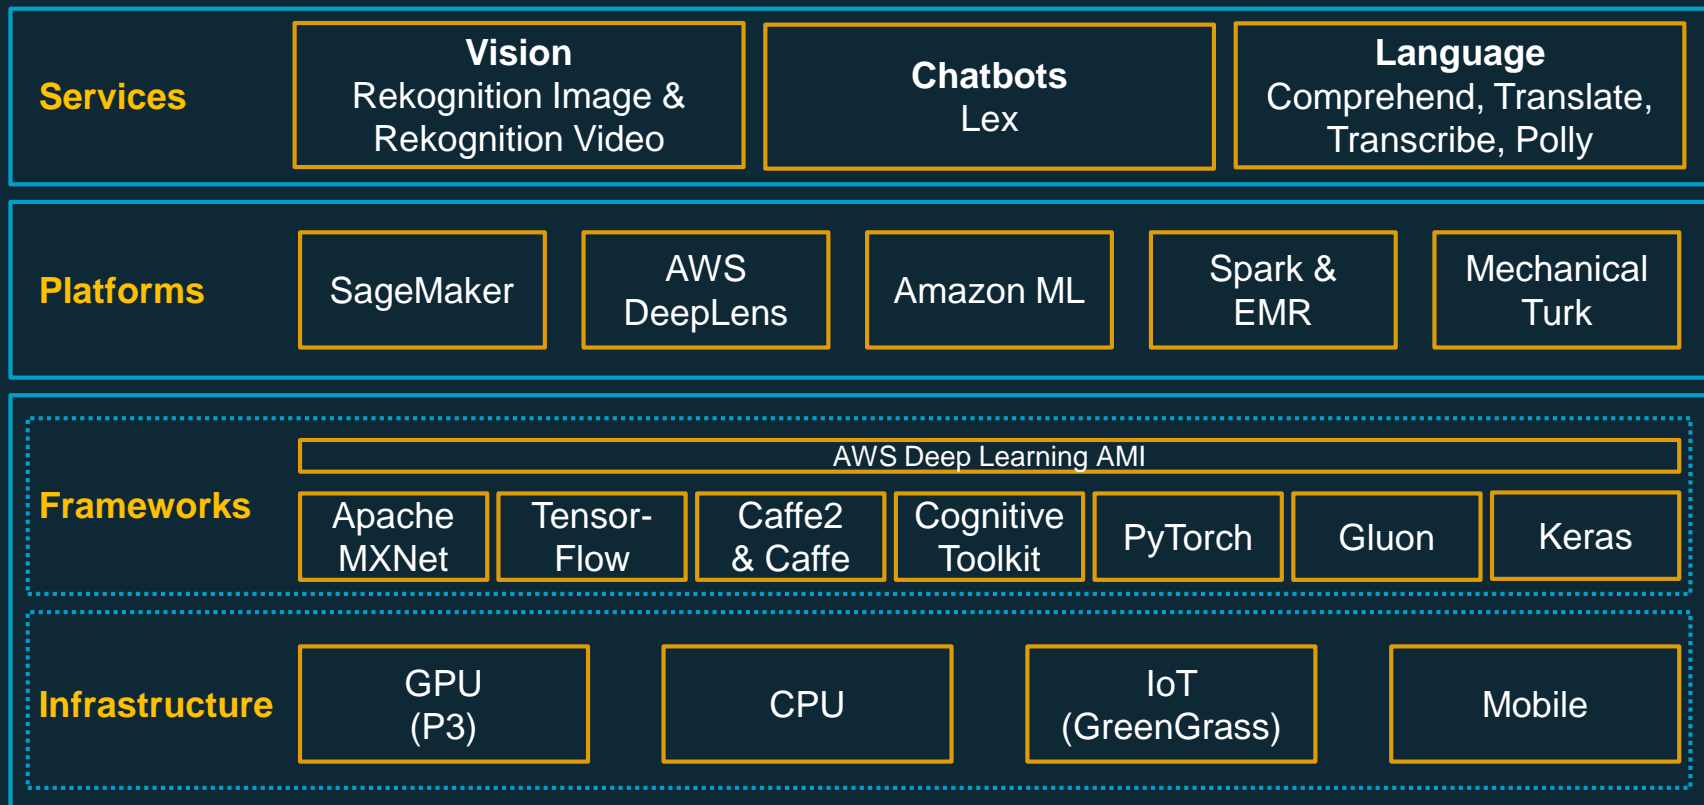 Services
Vision
Rekognition Image &
Rekognition Video
Chatbots
Lex
Language
Comprehend, Translate,
Transcribe, Polly
Platforms
SageMaker
AWS
DeepLens
Amazon ML
Spark &
EMR
Mechanical
Turk
Frameworks
AWS Deep Learning AMI
Apache
MXNet
Tensor-
Flow
Caffe2
& Caffe
Cognitive
Toolkit
PyTorch
Gluon
Keras
Infrastructure
GPU
(P3)
CPU
IoT
(GreenGrass)
Mobile